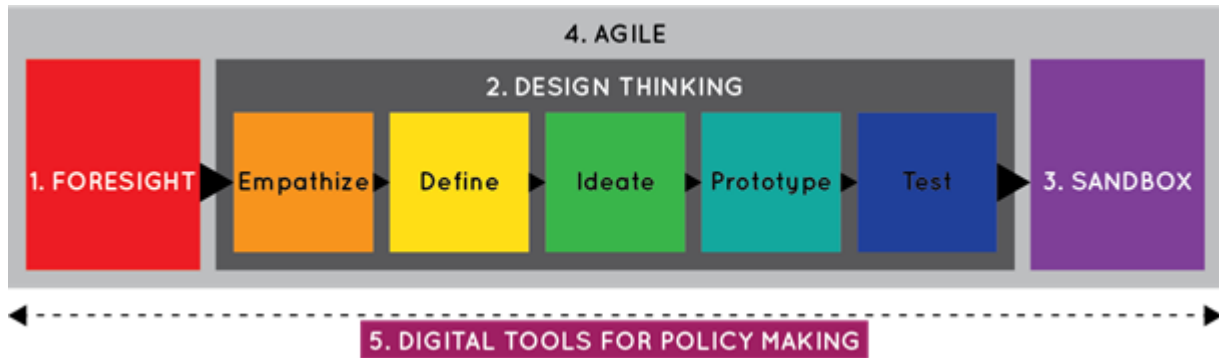 4. AGILE
2. DESIGN THINKING
1. FORESIGHT
Empathize
Define
Ideate
Prototype
Test
3. SANDBOX
5. DIGITAL TOOLS FOR POLICY MAKING